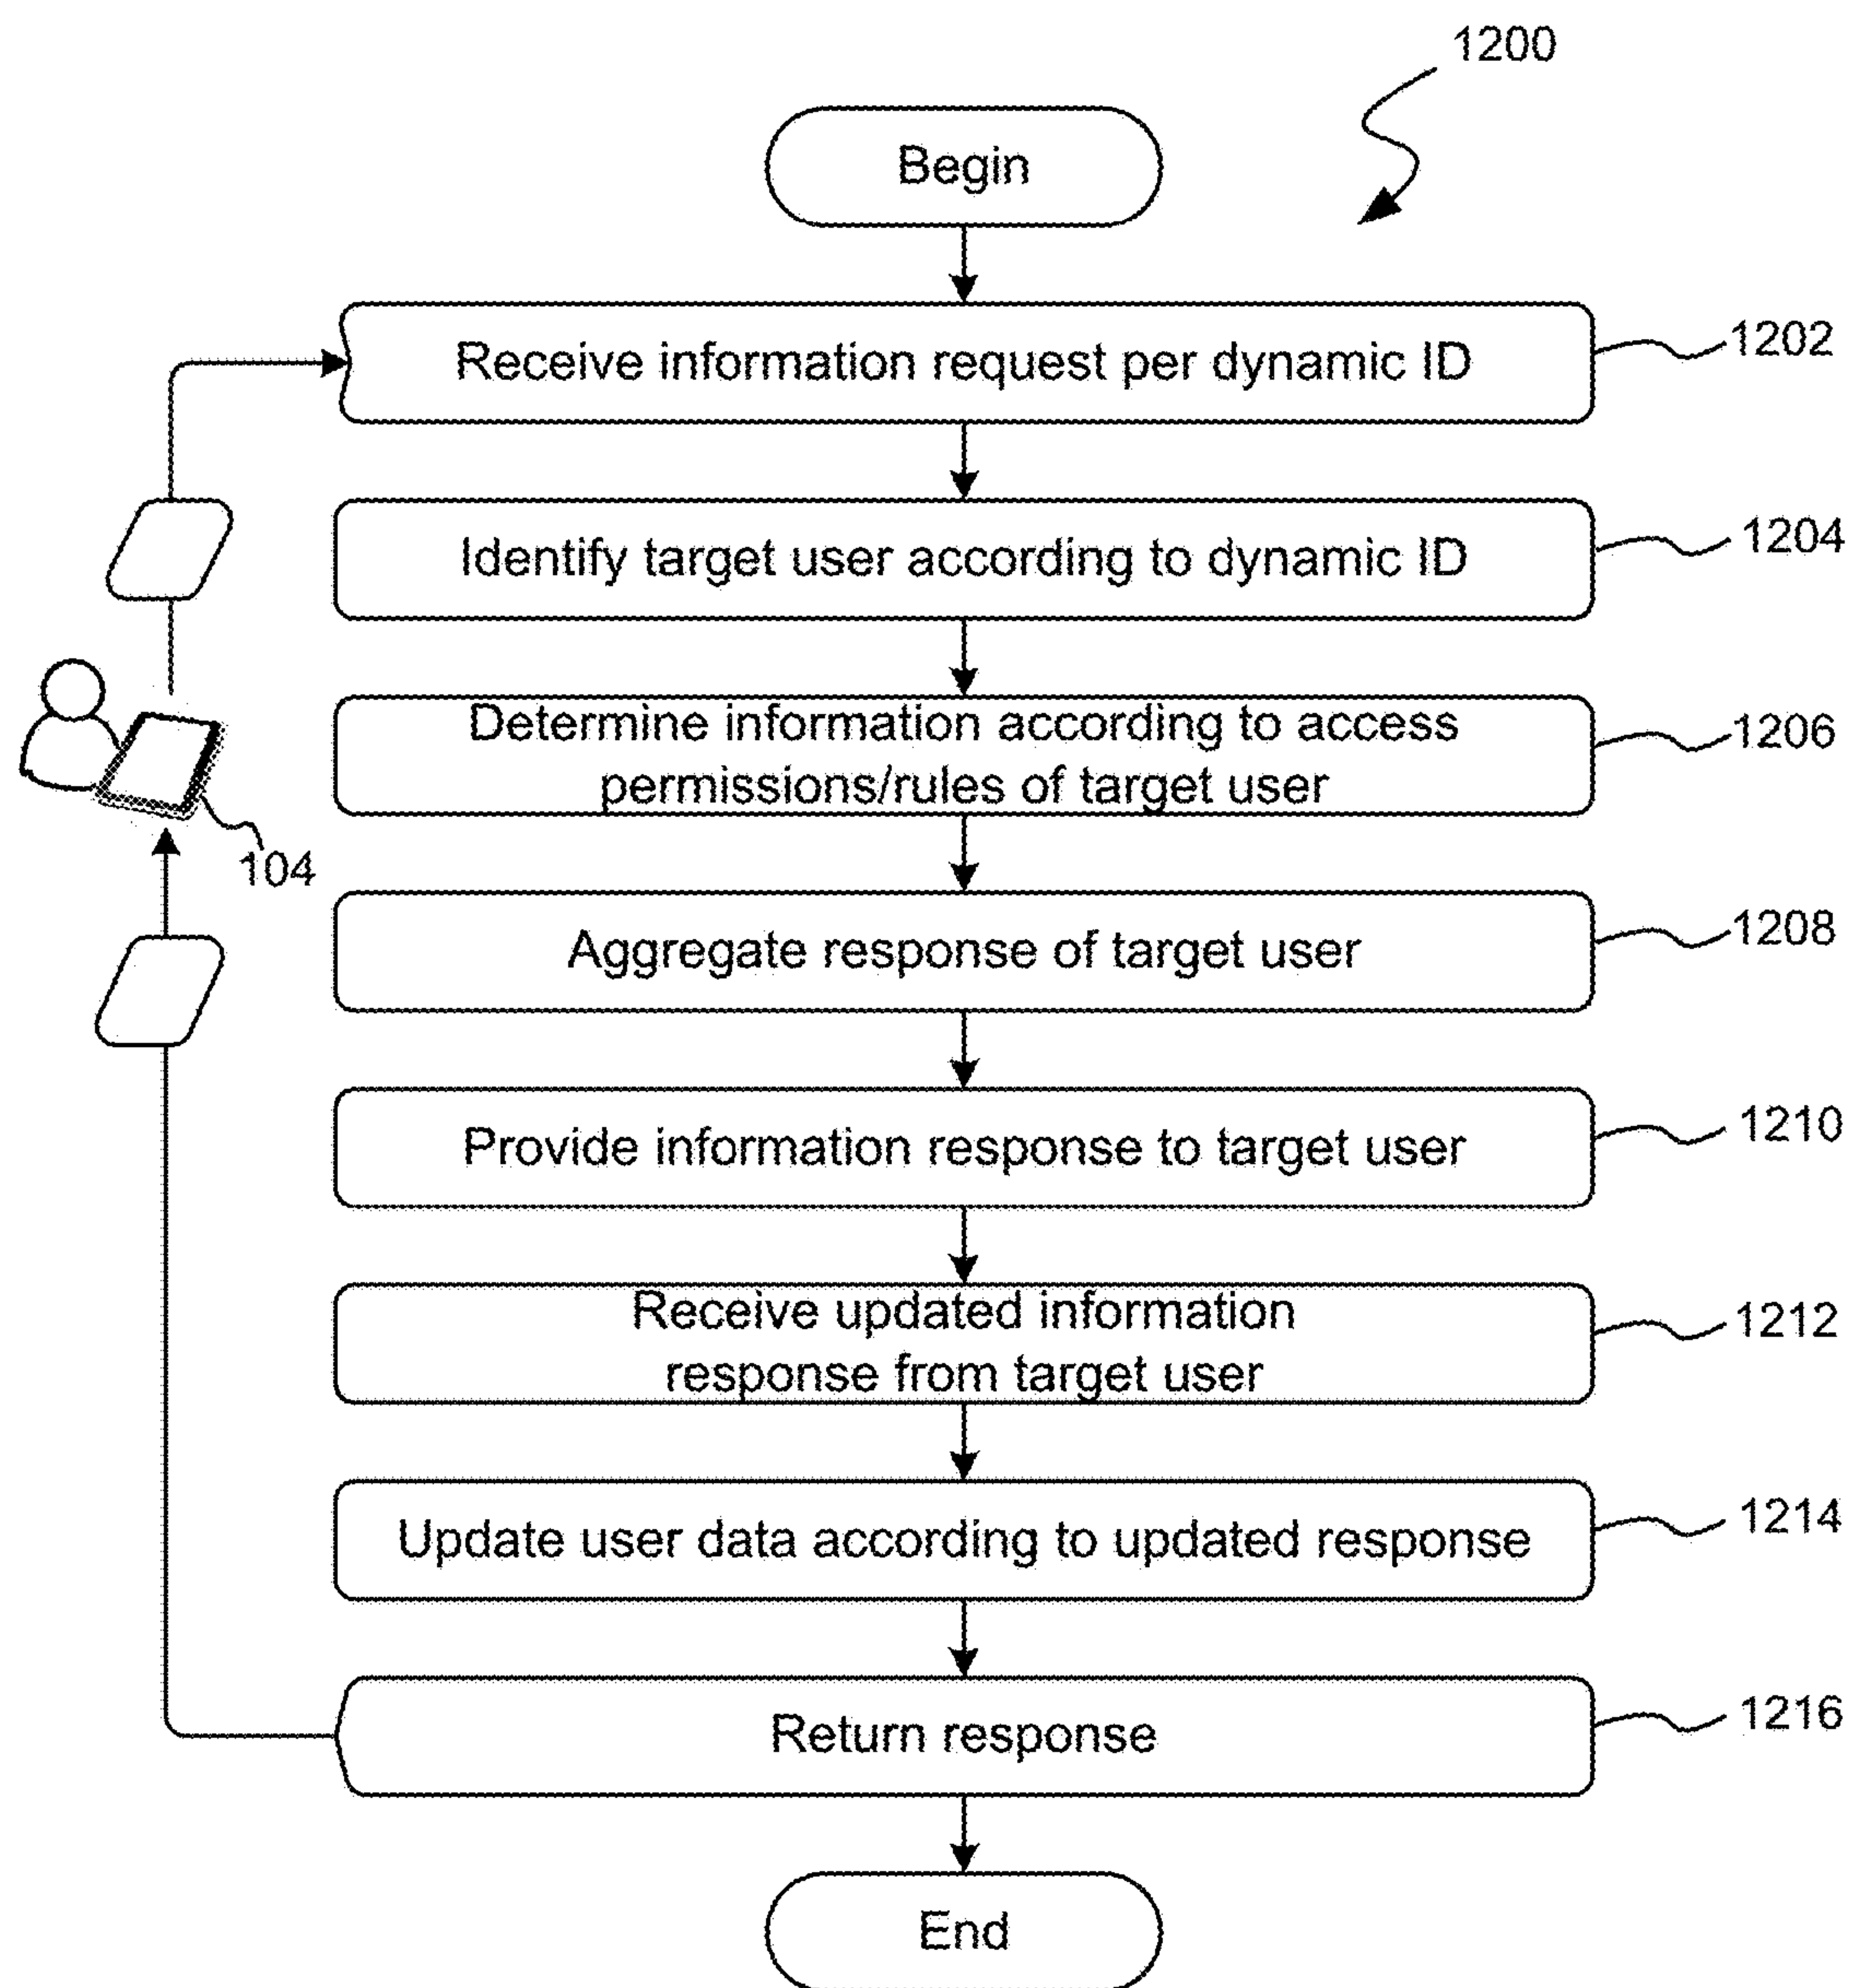 1200
Begin
Receive information request per dynamic ID
1202
Identify target user according to dynamic ID
1204
Determine information according to access
permissions/rules of target user
1206
104
Aggregate response of target user
1208
Provide information response to target user
1210
Receive updated information
response from target user
1212
Update user data according to updated response
1214
Return response
1216
End